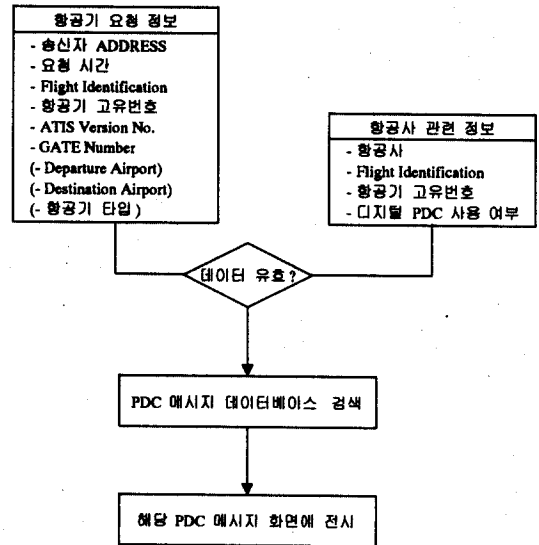 항공기 요청 정보
- 송신자 ADDRESS
- 요청 시간
- Flight Identification
- 항공기 고유번호
- ATIS Version No.
- GATE Number
(- Departure Airport)
(- Destination Airport)
(- 항공기 타입 )
항공사 관련 정보
- 항공사
- Flight Identification
- 항공기 고유번호
- 디지털 PDC 사용 여부
데이터 유효?
PDC 메시지 데이터베이스 검색
해당 PDC 메시지 화면에 전시